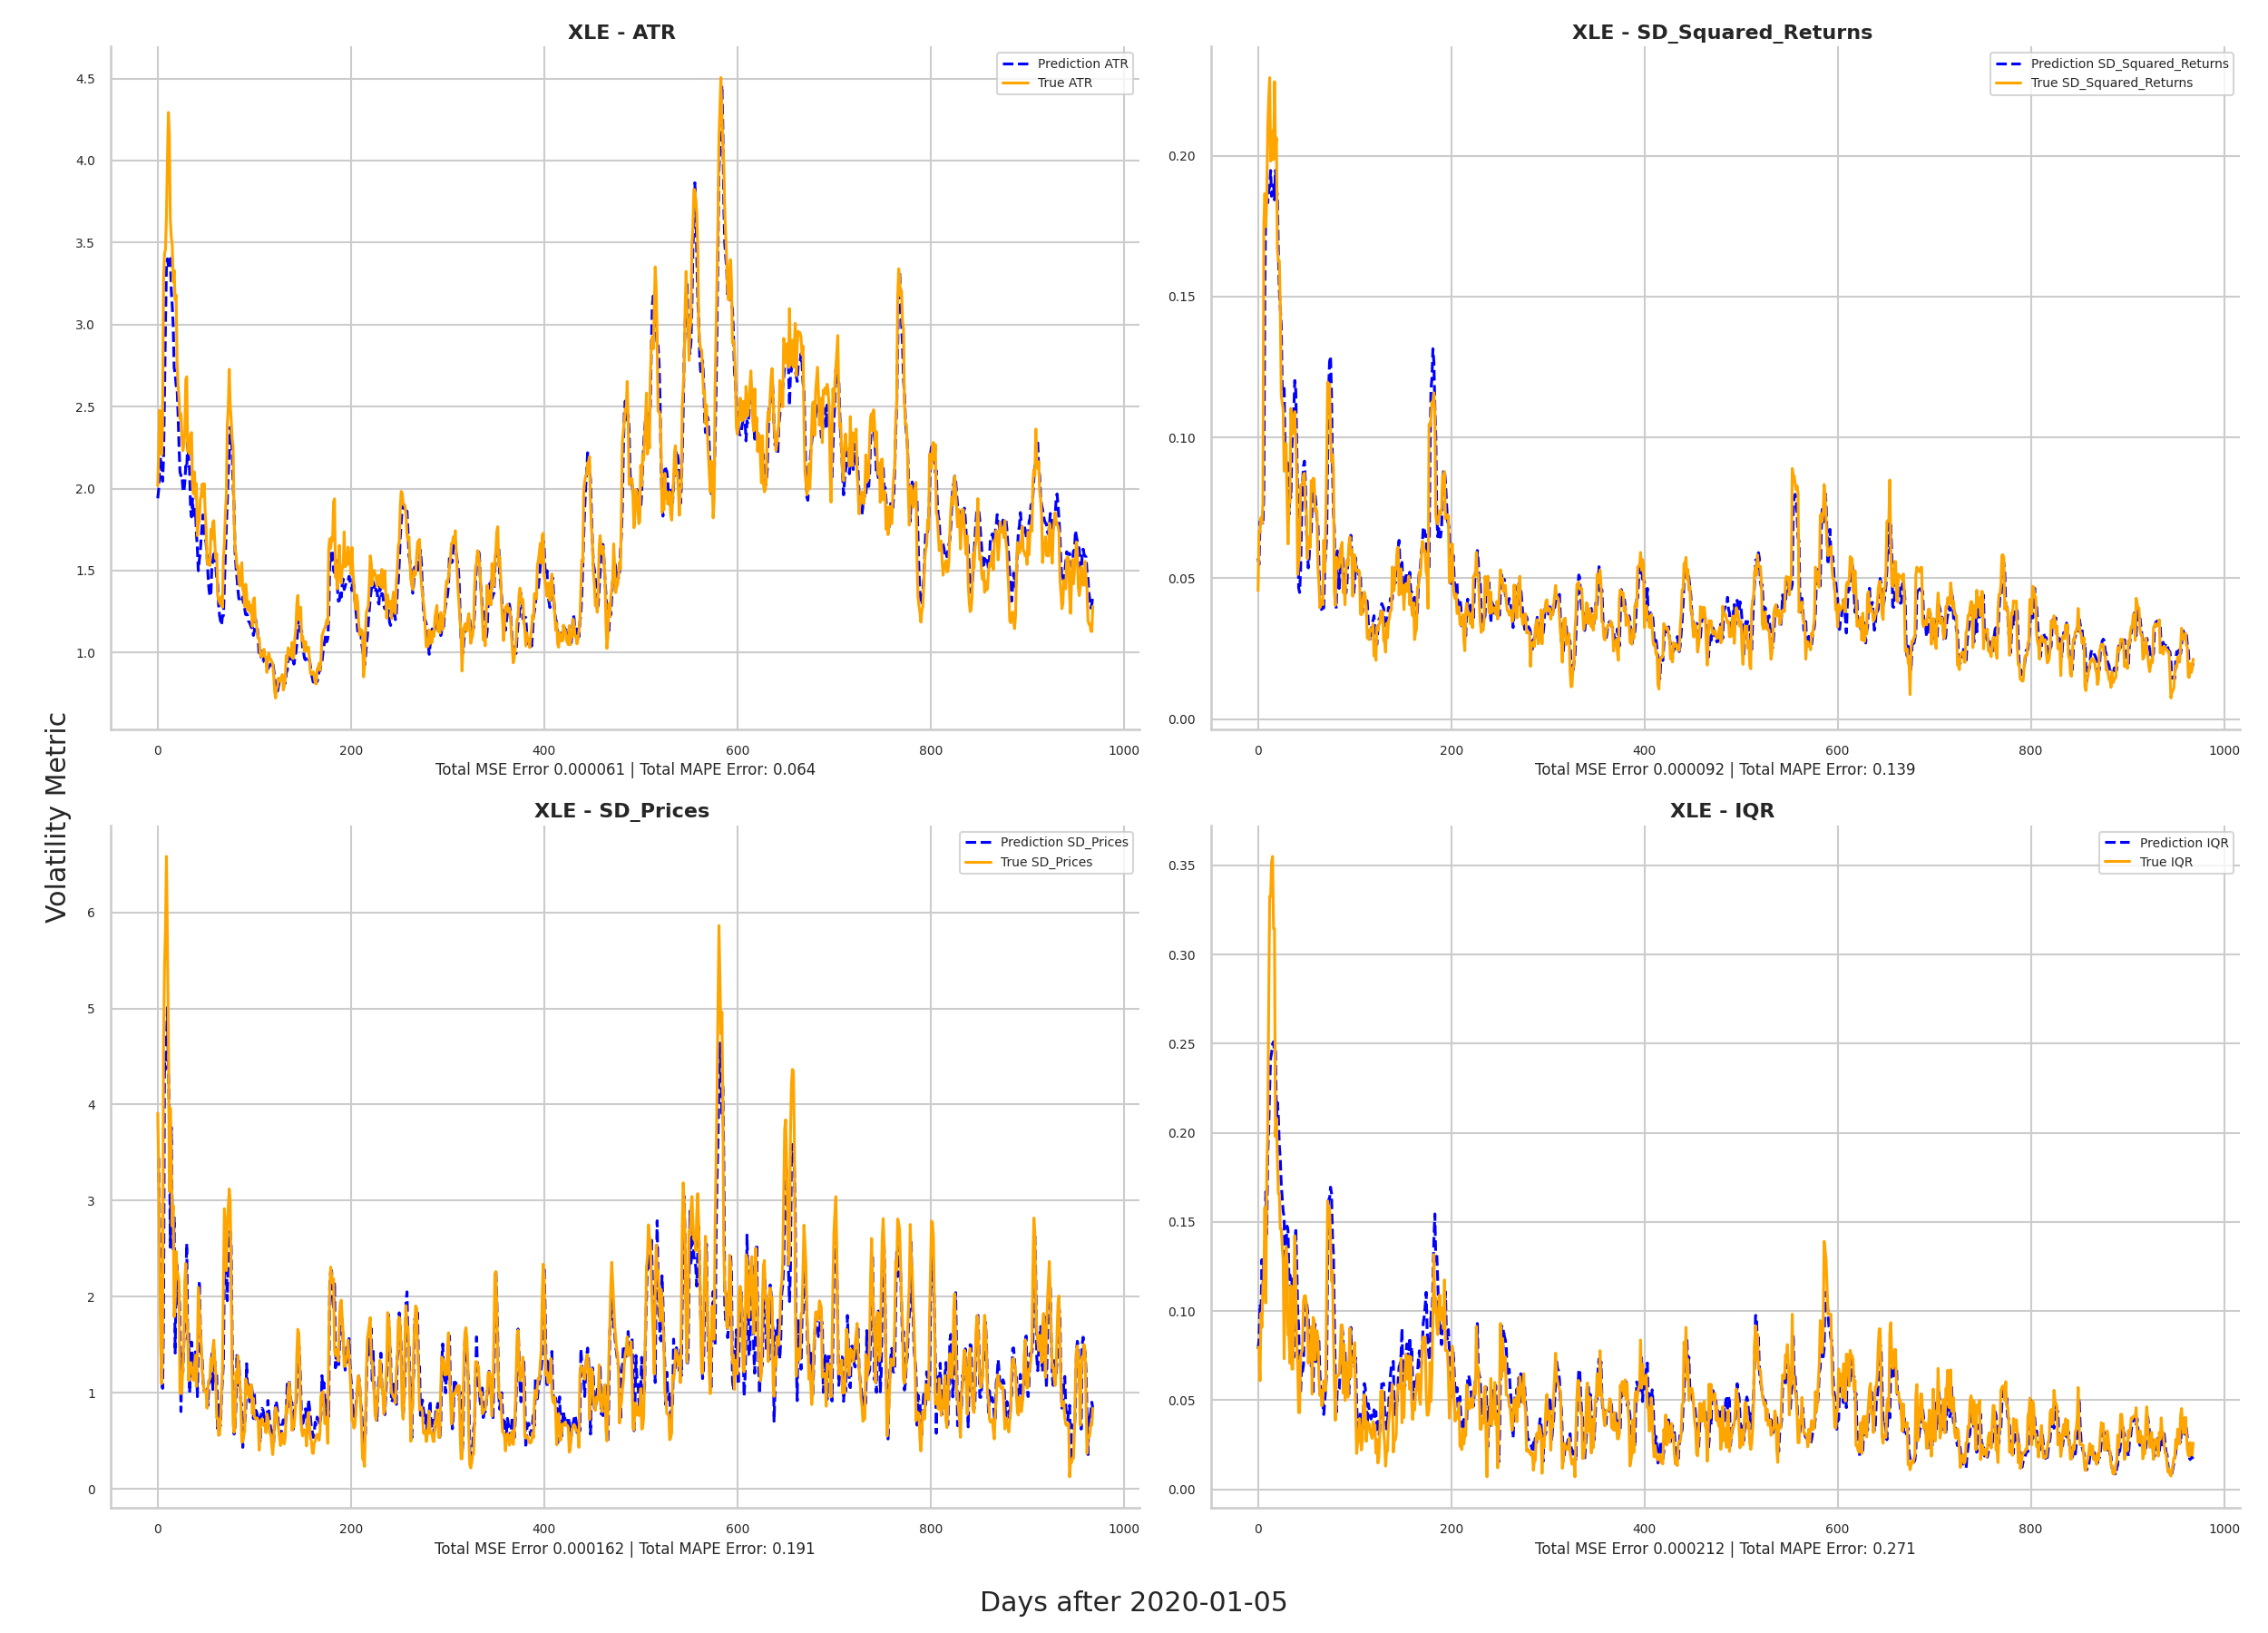 XLE - ATR
Prediction ATR
True ATR
4.5
4.0
3.5
3.0
2.5
2.0
1.5
1.0
0 200 400 600 800 1000
Total MSE Error 0.000061 | Total MAPE Error: 0.064
XLE - SD_Squared_Returns
Prediction SD_Squared_Returns
True SD_Squared_Returns
0.20
0.15
0.10
0.05
0.00
0 200 400 600 800 1000
Total MSE Error 0.000092 | Total MAPE Error: 0.139
Volatility Metric
XLE - SD_Prices
Prediction SD_Prices
True SD_Prices
6
5
4
3
2
1
0
0 200 400 600 800 1000
Total MSE Error 0.000162 | Total MAPE Error: 0.191
XLE - IQR
Prediction IQR
True IQR
0.35
0.30
0.25
0.20
0.15
0.10
0.05
0.00
0 200 400 600 800 1000
Total MSE Error 0.000212 | Total MAPE Error: 0.271
Days after 2020-01-05